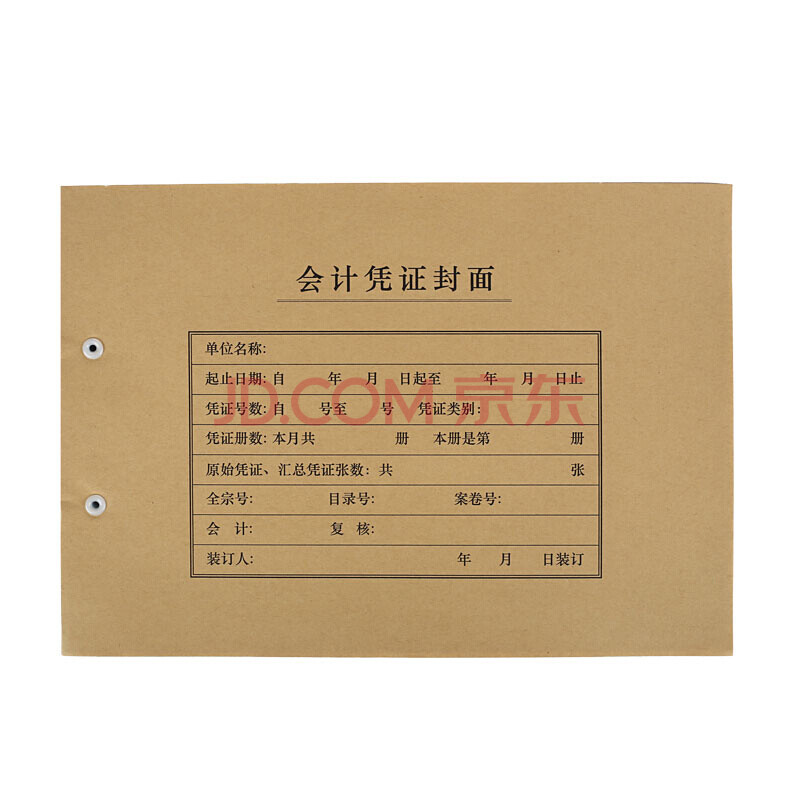 会计凭证封面
单位名称:
起止日期: 自 年 月 日起至 年 月 日止
JD.COM 京东
凭证号数: 自 号至 号 凭证类别:
凭证册数: 本月共 册 本册是第 册
原始凭证、汇总凭证张数: 共 张
全宗号: 目录号: 案卷号:
会 计: 复 核:
装订人: 年 月 日装订